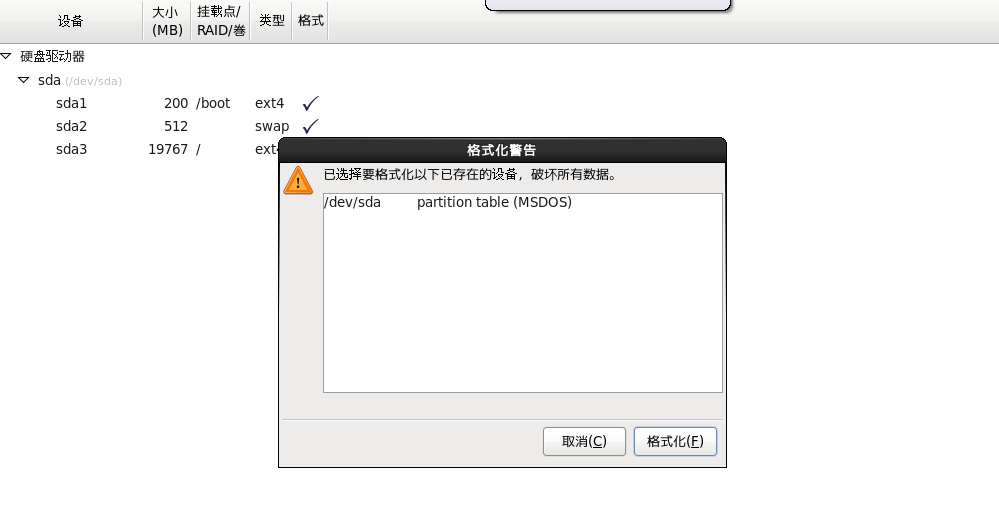 设备 大小 (MB) 挂载点/ RAID/卷 类型 格式
硬盘驱动器
sda (/dev/sda)
sda1 200 /boot ext4
sda2 512 swap
sda3 19767 /
格式化警告
已选择要格式化以下已存在的设备，破坏所有数据。
/dev/sda partition table (MSDOS)
取消(C) 格式化(F)